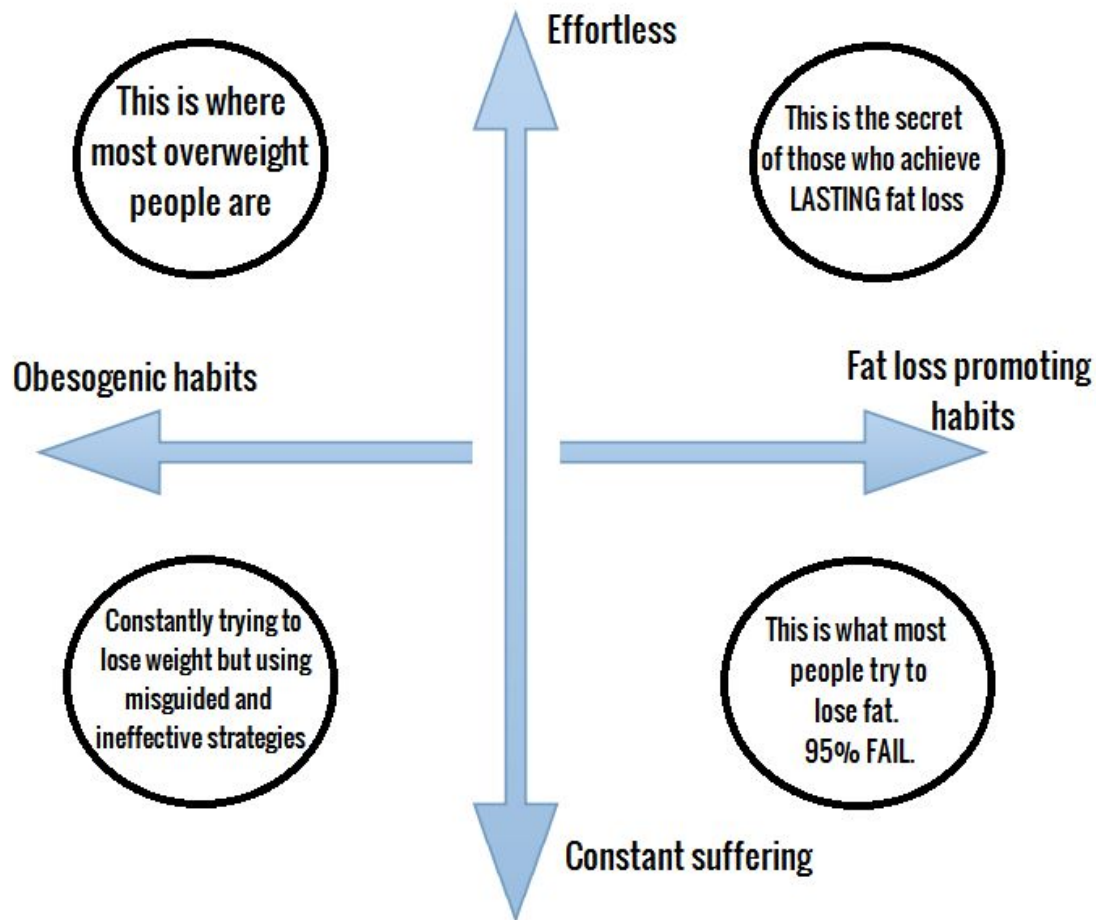 Effortless
This is where
most overweight
people are
This is the secret
of those who achieve
LASTING fat loss
Obesogenic habits
Fat loss promoting
habits
Constantly trying to
lose weight but using
misguided and
ineffective strategies
This is what most
people try to
lose fat.
95% FAIL.
Constant suffering